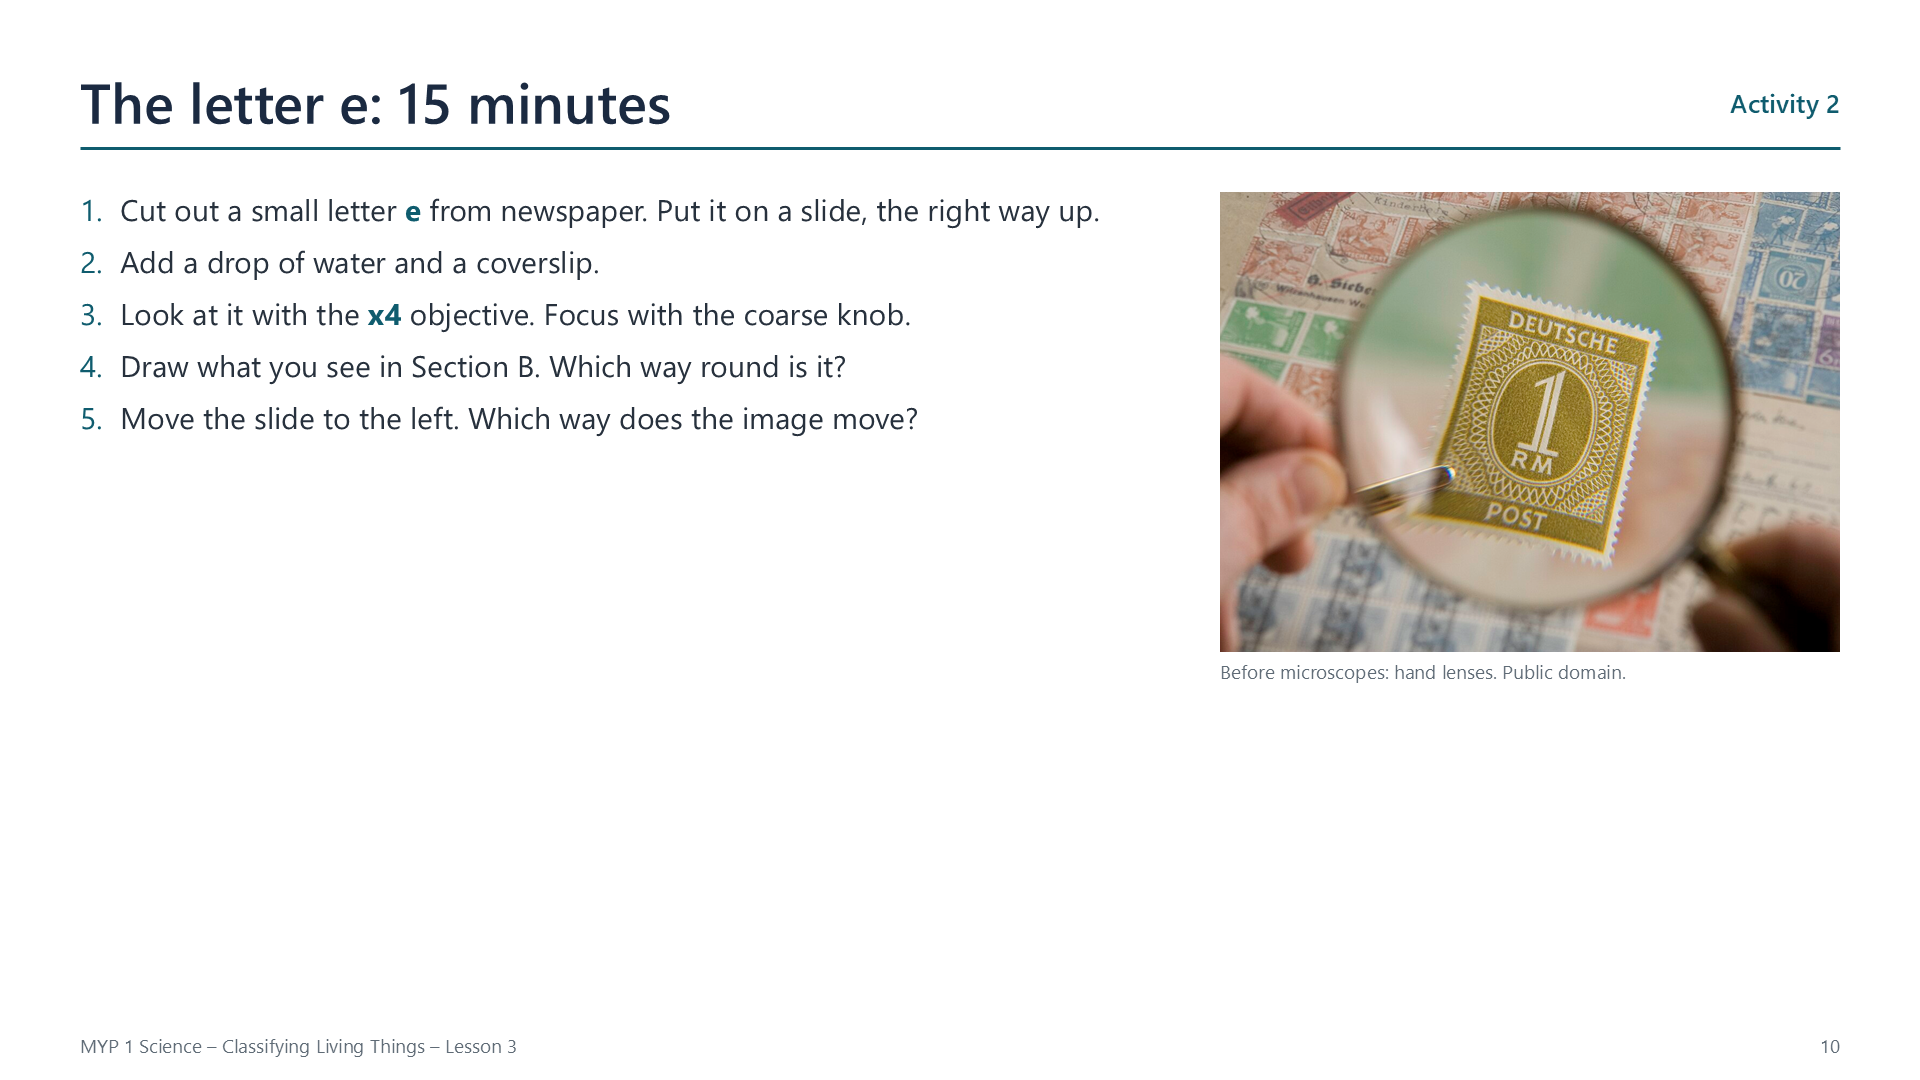 The letter e: 15 minutes
Activity 2
1. Cut out a small letter e from newspaper. Put it on a slide, the right way up.
2. Add a drop of water and a coverslip.
3. Look at it with the x4 objective. Focus with the coarse knob.
4. Draw what you see in Section B. Which way round is it?
5. Move the slide to the left. Which way does the image move?
DEUTSCHE
1
RM
POST
Before microscopes: hand lenses. Public domain.
MYP 1 Science – Classifying Living Things – Lesson 3
10